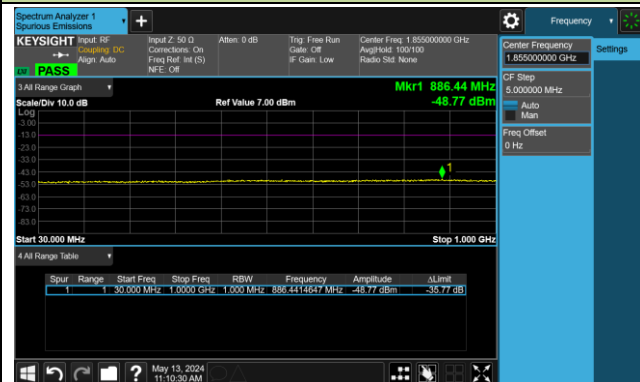 Spectrum Analyzer 1
Spurious Emissions
Frequency
KEYSIGHT Input: RF
Coupling: DC
Align: Auto
Input Z: 50 Ω
Corrections: On
Freq Ref: Int (S)
NFE: Off
Atten: 0 dB
Trig: Free Run
Gate: Off
IF Gain: Low
Center Freq: 1.855000000 GHz
Avg|Hold: 100/100
Radio Std: None
PASS
Center Frequency
1.855000000 GHz
Settings
CF Step
5.000000 MHz
Auto
Man
Freq Offset
0 Hz
3 All Range Graph
Mkr1 886.44 MHz
-48.77 dBm
Scale/Div 10.0 dB
Ref Value 7.00 dBm
Log
-3.00
-13.0
-23.0
-33.0
-43.0
-53.0
-63.0
-73.0
-83.0
1
Start 30.000 MHz
Stop 1.000 GHz
4 All Range Table
Spur Range Start Freq Stop Freq RBW Frequency Amplitude ΔLimit
1 1 30.000 MHz 1.0000 GHz 1.000 MHz 886.4414647 MHz -48.77 dBm -35.77 dB
?
May 13, 2024
11:10:30 AM